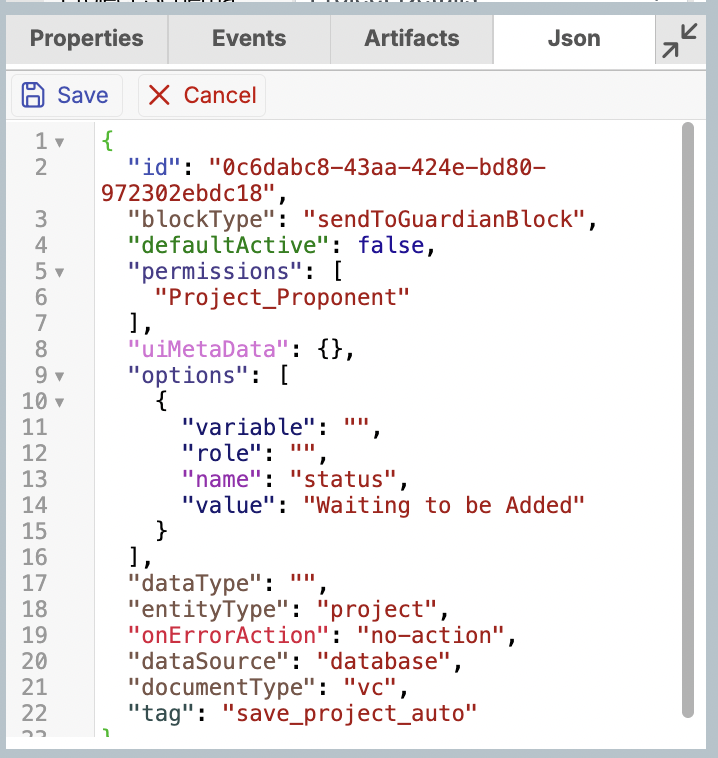 Properties Events Artifacts Json
Save Cancel
1 {
2 "id": "0c6dabc8-43aa-424e-bd80-
972302ebdc18",
3 "blockType": "sendToGuardianBlock",
4 "defaultActive": false,
5 "permissions": [
6 "Project_Proponent"
7 ],
8 "uiMetaData": {},
9 "options": [
10 {
11 "variable": "",
12 "role": "",
13 "name": "status",
14 "value": "Waiting to be Added"
15 }
16 ],
17 "dataType": "",
18 "entityType": "project",
19 "onErrorAction": "no-action",
20 "dataSource": "database",
21 "documentType": "vc",
22 "tag": "save_project_auto"
23 }